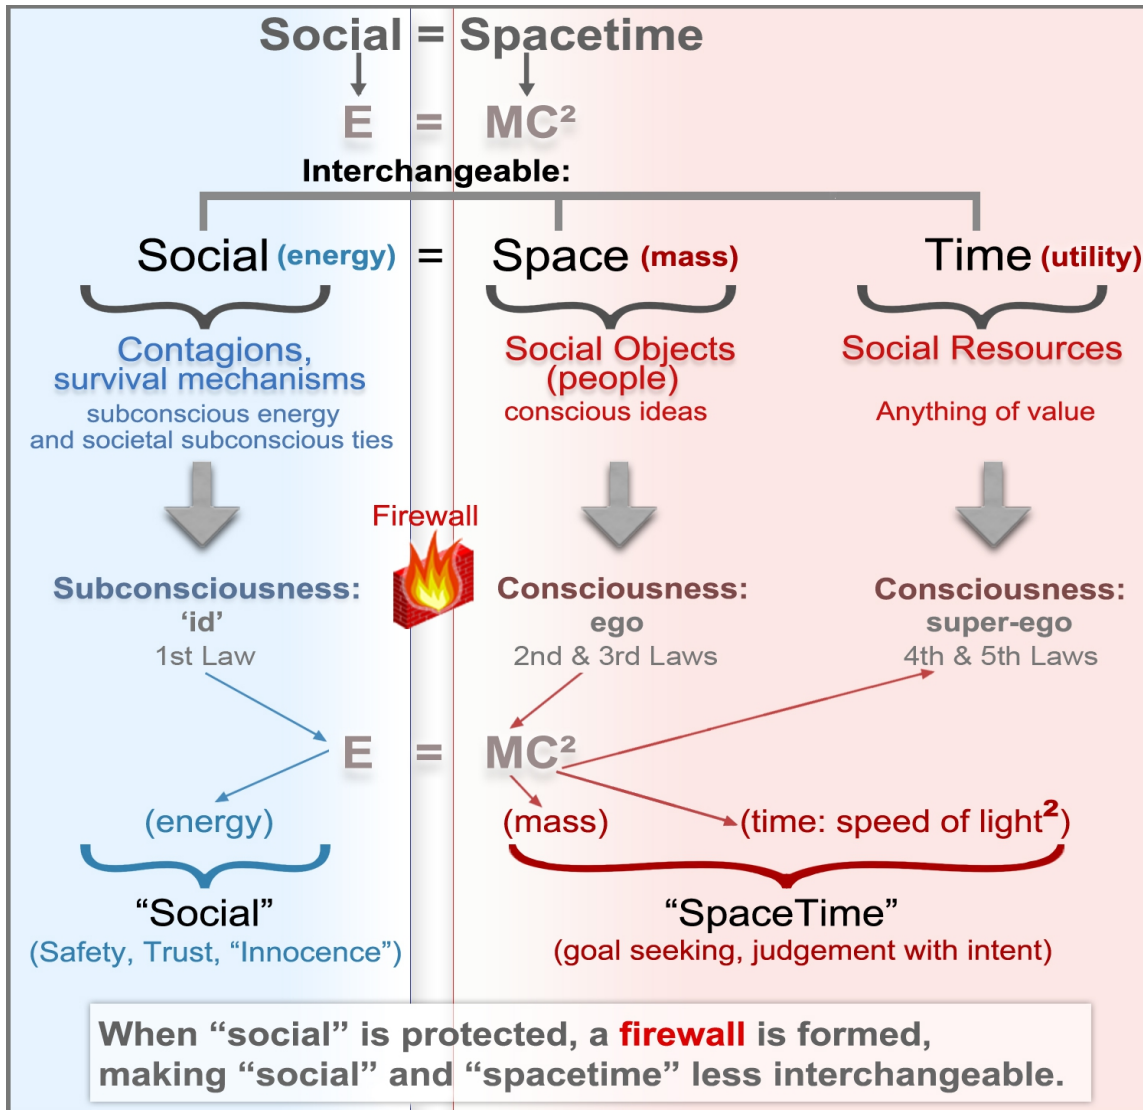 Social = Spacetime
E = MC²
Interchangeable:
Social (energy) = Space (mass) Time (utility)
Contagions,
survival mechanisms
subconscious energy
and societal subconscious ties
Social Objects
(people)
conscious ideas
Social Resources
Anything of value
Firewall
Subconsciousness:
‘id’
1st Law
Consciousness:
ego
2nd & 3rd Laws
Consciousness:
super-ego
4th & 5th Laws
E = MC²
(energy)
(mass)
(time: speed of light²)
“Social”
(Safety, Trust, “Innocence”)
“SpaceTime”
(goal seeking, judgement with intent)
When “social” is protected, a firewall is formed,
making “social” and “spacetime” less interchangeable.